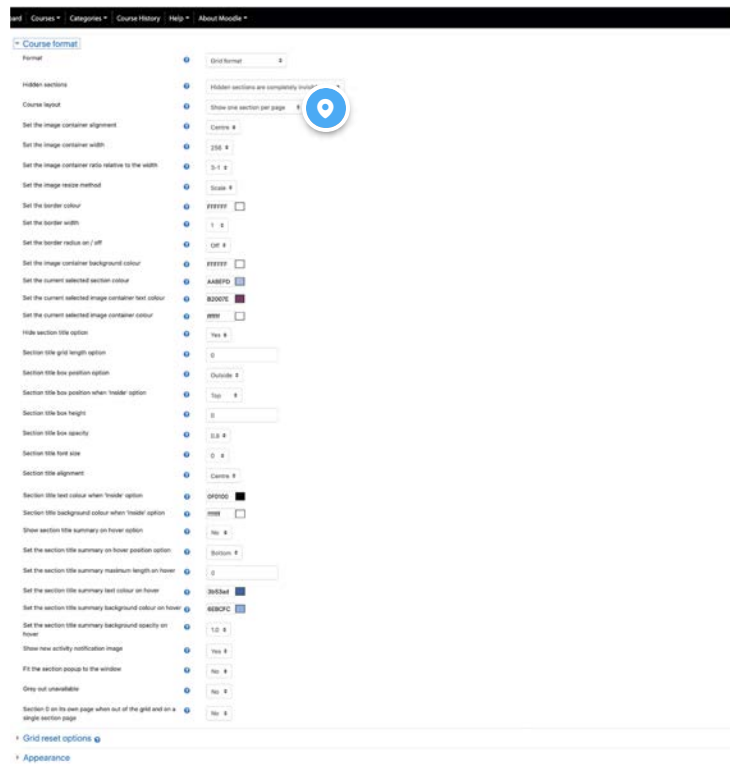 ard Courses Categories Course History Help About Moodle
Course format
Format Grid format
Hidden sections Hidden sections are completely invisi
Course layout Show one section per page
Set the image container alignment Centre
Set the image container width 256
Set the image container ratio relative to the width 3-1
Set the image resize method Scale
Set the border colour FFFFFF
Set the border width 1
Set the border radius on / off Off
Set the image container background colour FFFFFF
Set the current selected section colour
Set the current selected image container text colour B2007E
Set the current selected image container colour ffffff
Hide section title option Yes
Section title grid length option 0
Section title box position option Outside
Section title box position when 'Inside' option Top
Section title box height 0
Section title box opacity 0.8
Section title font size 0
Section title alignment Centre
Section title text colour when 'Inside' option 0F0100
Section title background colour when 'Inside' option ffffff
Show section title summary on hover option No
Set the section title summary on hover position option Bottom
Set the section title summary maximum length on hover 0
Set the section title summary text colour on hover 3b53ad
Set the section title summary background colour on hover
Set the section title summary background opacity on
hover 1.0
Show new activity notification image Yes
Fit the section popup to the window No
Grey out unavailable No
Section 0 on its own page when out of the grid and on a
single section page No
Grid reset options
Appearance